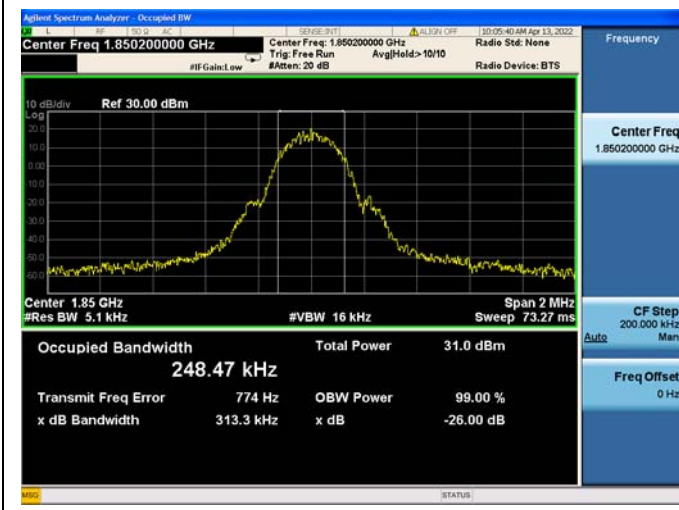 Agilent Spectrum Analyzer - Occupied BW
L RF 50 Ω AC SENSE:INT ALIGN OFF 10:05:40 AM Apr 13, 2022
Center Freq 1.850200000 GHz
Center Freq: 1.850200000 GHz Radio Std: None
Trig: Free Run Avg|Hold:>10/10
#IFGain:Low #Atten: 20 dB Radio Device: BTS
Frequency
10 dB/div Ref 30.00 dBm
Log
20.0
10.0
0.00
-10.0
-20.0
-30.0
-40.0
-50.0
-60.0
Center 1.85 GHz Span 2 MHz
#Res BW 5.1 kHz #VBW 16 kHz Sweep 73.27 ms
Occupied Bandwidth Total Power 31.0 dBm
248.47 kHz
Transmit Freq Error 774 Hz OBW Power 99.00 %
x dB Bandwidth 313.3 kHz x dB -26.00 dB
Center Freq
1.850200000 GHz
CF Step
200.000 kHz
Auto Man
Freq Offset
0 Hz
MSG STATUS